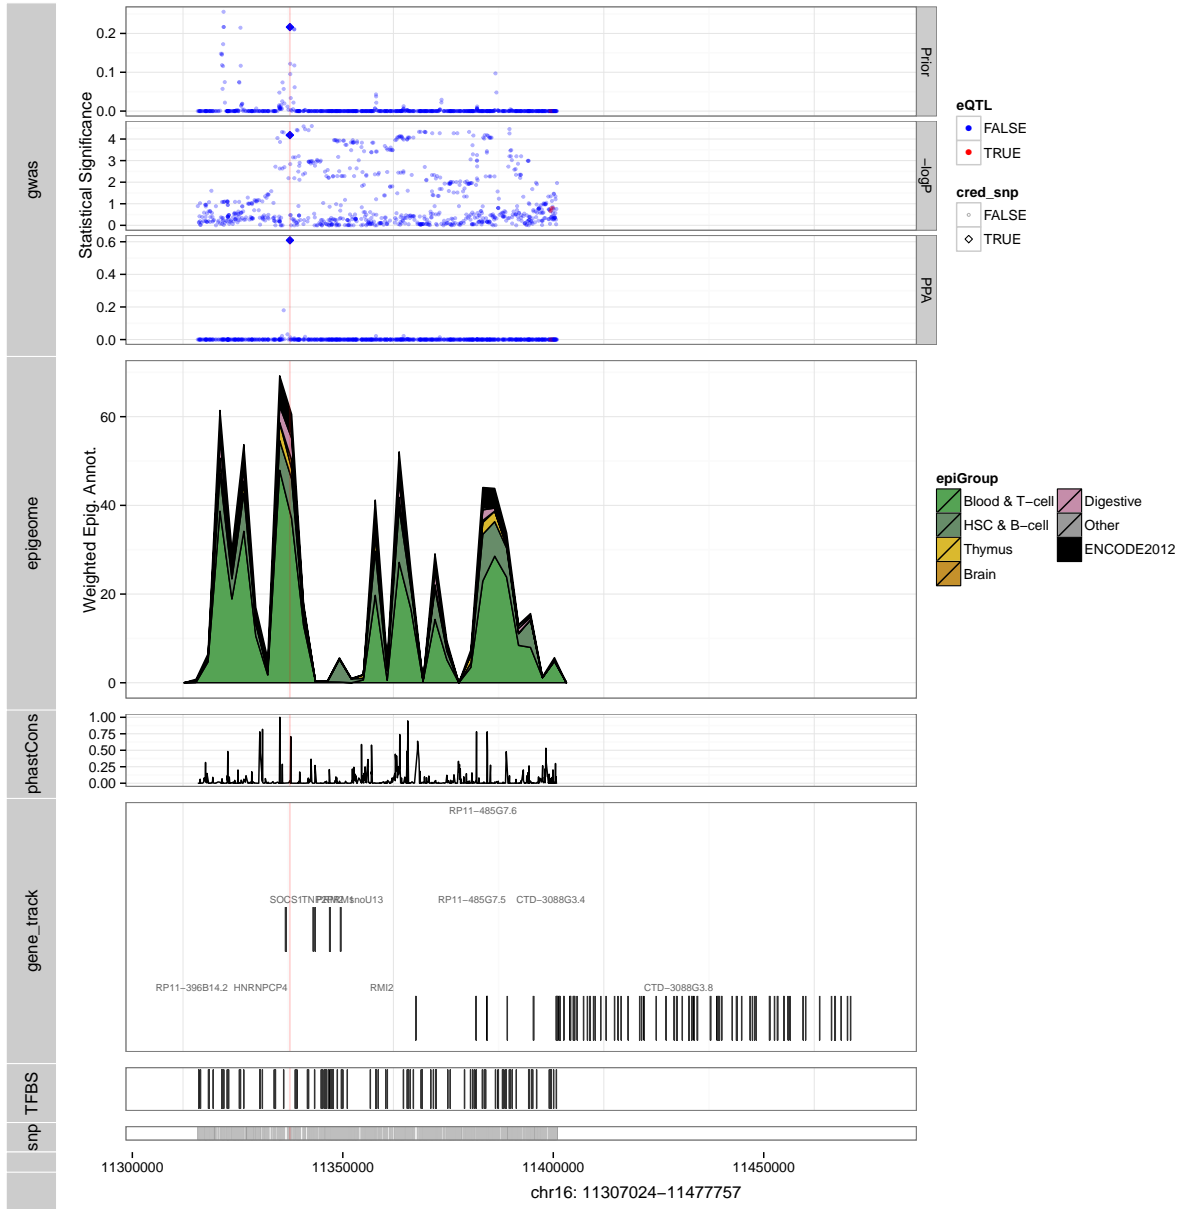 gwas
Statistical Significance
0.2
0.1
0.0
Prior
4
3
2
1
0
−logP
0.6
0.4
0.2
0.0
PPA
eQTL
FALSE
TRUE
cred_snp
FALSE
TRUE
epigeome
Weighted Epig. Annot.
60
40
20
0
epiGroup
Blood & T−cell
HSC & B−cell
Thymus
Brain
Digestive
Other
ENCODE2012
phastCons
1.00
0.75
0.50
0.25
0.00
gene_track
RP11−485G7.6
SOCS1 snoU13 RP11−485G7.5 CTD−3088G3.4
RP11−396B14.2 HNRNPCP4 RMI2 CTD−3088G3.8
TFBS
snp
11300000 11350000 11400000 11450000
chr16: 11307024−11477757